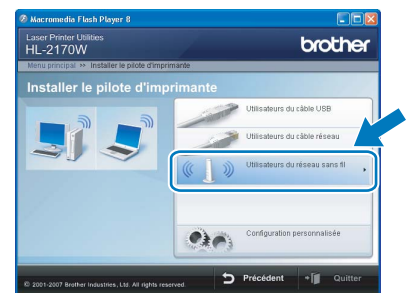 Macromedia Flash Player 8
Laser Printer Utilities
HL-2170W
brother
Menu principal >> Installer le pilote d'imprimante
Installer le pilote d'imprimante
Utilisateurs du câble USB
Utilisateurs du câble réseau
Utilisateurs du réseau sans fil
Configuration personnalisée
© 2001-2007 Brother Industries, Ltd. All rights reserved.
Précédent
Quitter